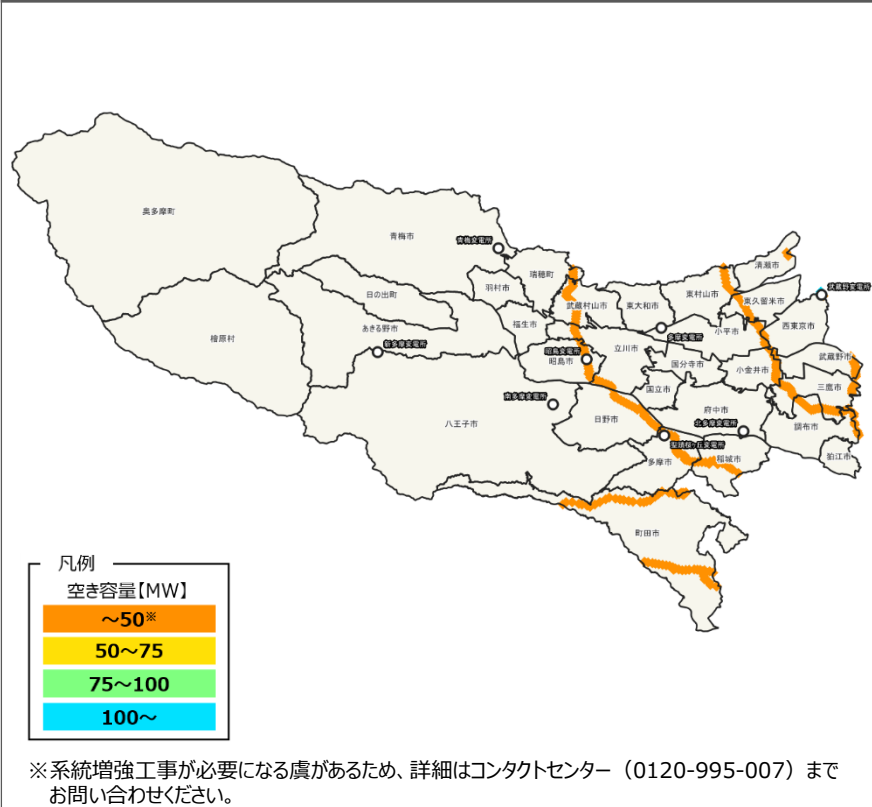 奥多摩町
青梅市
青梅変電所
瑞穂町
羽村市
日の出町
あきる野市
福生市
檜原村
新多摩変電所
武蔵村山市
東大和市
東村山市
清瀬市
東久留米市
武蔵野変電所
西東京市
小平市
多摩変電所
立川市
昭島変電所
昭島市
国分寺市
小金井市
武蔵野市
三鷹市
国立市
南多摩変電所
八王子市
日野市
府中市
北多摩変電所
調布市
狛江市
稲城市
多摩市
町田市
凡例
空き容量【MW】
～50※
50～75
75～100
100～
※系統増強工事が必要になる虞があるため、詳細はコンタクトセンター（0120-995-007）まで
お問い合わせください。